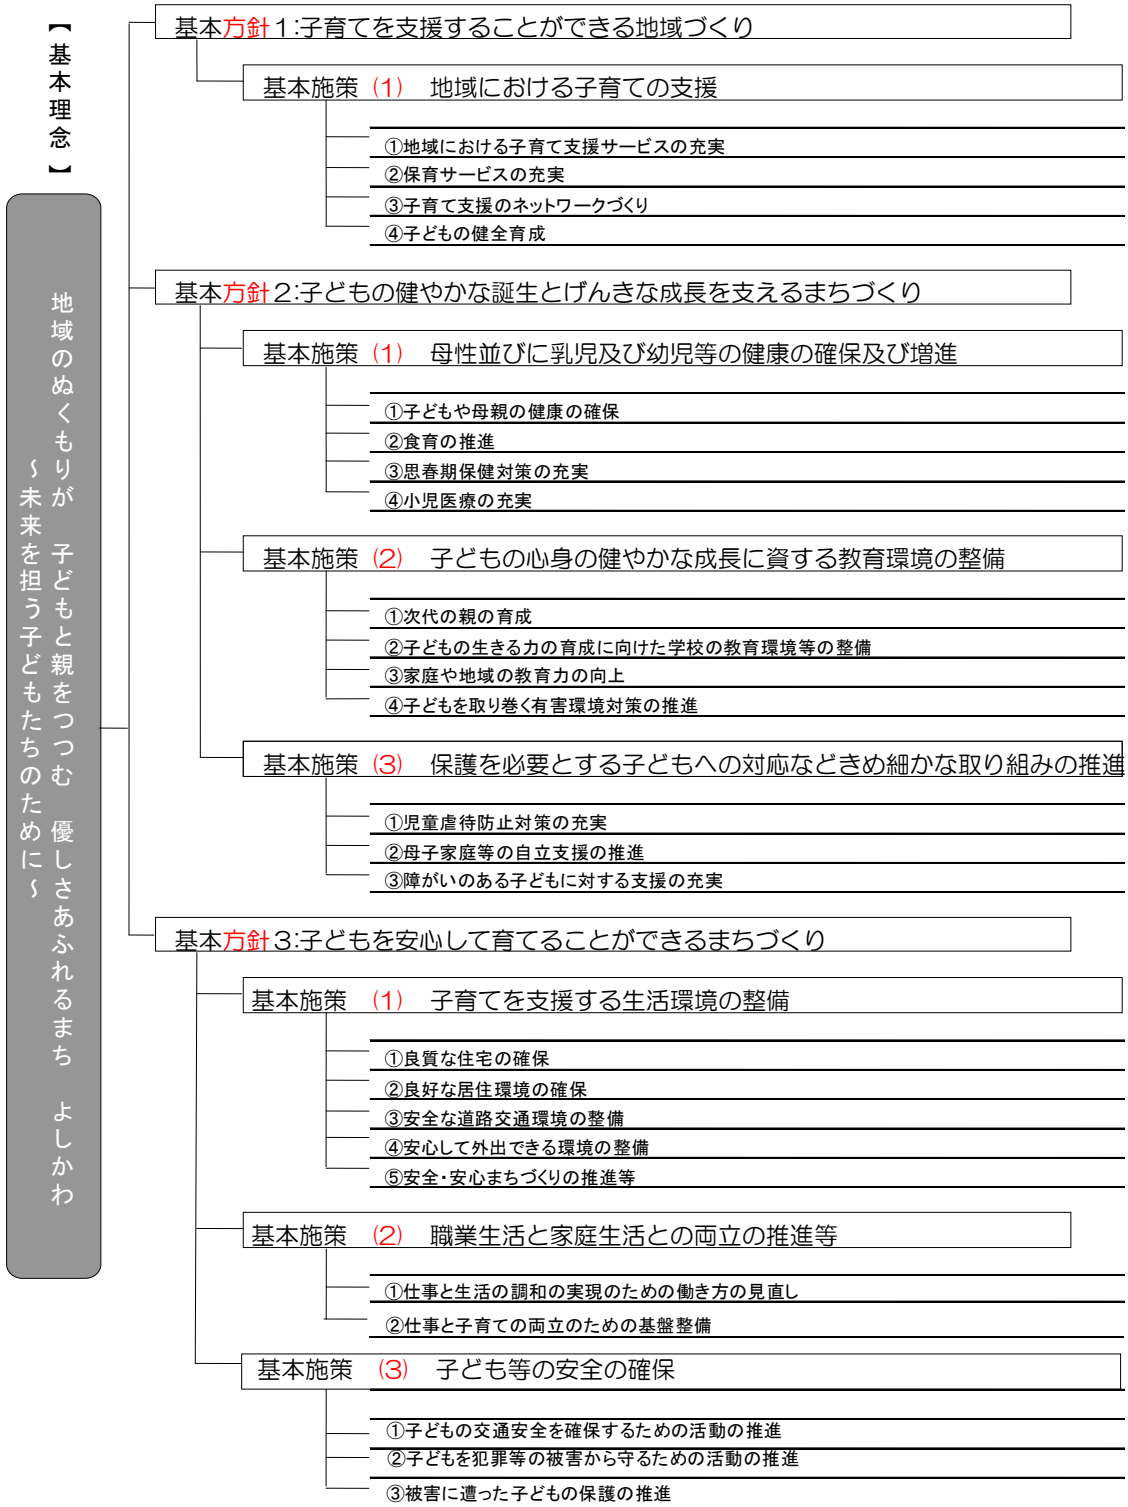 【基本理念】
地域のぬくもりが　子どもと親をつつむ　優しさあふれるまち　よしかわ
～未来を担う子どもたちのために～
基本方針１:子育てを支援することができる地域づくり
基本施策　(1)　地域における子育ての支援
①地域における子育て支援サービスの充実
②保育サービスの充実
③子育て支援のネットワークづくり
④子どもの健全育成
基本方針２:子どもの健やかな誕生とげんきな成長を支えるまちづくり
基本施策　(1)　母性並びに乳児及び幼児等の健康の確保及び増進
①子どもや母親の健康の確保
②食育の推進
③思春期保健対策の充実
④小児医療の充実
基本施策　(2)　子どもの心身の健やかな成長に資する教育環境の整備
①次代の親の育成
②子どもの生きる力の育成に向けた学校の教育環境等の整備
③家庭や地域の教育力の向上
④子どもを取り巻く有害環境対策の推進
基本施策　(3)　保護を必要とする子どもへの対応などきめ細かな取り組みの推進
①児童虐待防止対策の充実
②母子家庭等の自立支援の推進
③障がいのある子どもに対する支援の充実
基本方針３:子どもを安心して育てることができるまちづくり
基本施策　(1)　子育てを支援する生活環境の整備
①良質な住宅の確保
②良好な居住環境の確保
③安全な道路交通環境の整備
④安心して外出できる環境の整備
⑤安全・安心まちづくりの推進等
基本施策　(2)　職業生活と家庭生活との両立の推進等
①仕事と生活の調和の実現のための働き方の見直し
②仕事と子育ての両立のための基盤整備
基本施策　(3)　子ども等の安全の確保
①子どもの交通安全を確保するための活動の推進
②子どもを犯罪等の被害から守るための活動の推進
③被害に遭った子どもの保護の推進